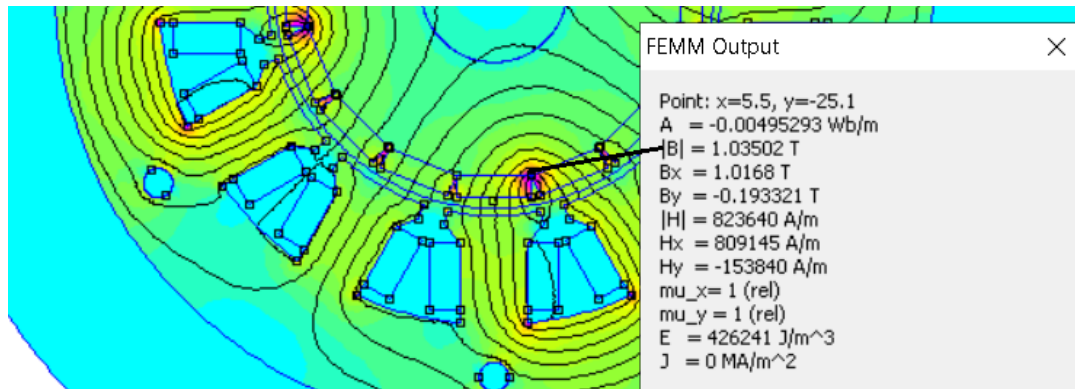 FEMM Output
Point: x=5.5, y=-25.1
A = -0.00495293 Wb/m
|B| = 1.03502 T
Bx = 1.0168 T
By = -0.193321 T
|H| = 823640 A/m
Hx = 809145 A/m
Hy = -153840 A/m
mu_x= 1 (rel)
mu_y = 1 (rel)
E = 426241 J/m^3
J = 0 MA/m^2